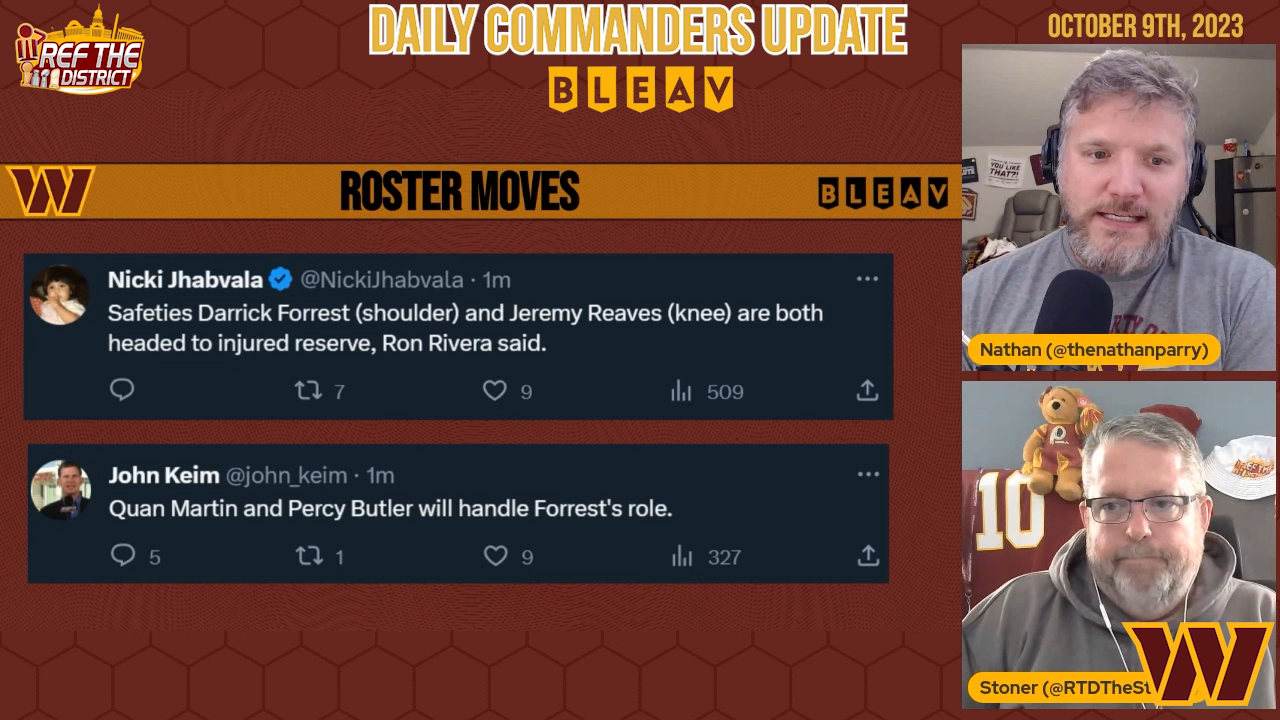 REF THE
DISTRICT
DAILY COMMANDERS UPDATE
BLEAV
OCTOBER 9TH, 2023
W
ROSTER MOVES
BLEAV
Nicki Jhabvala @NickiJhabvala · 1m
Safeties Darrick Forrest (shoulder) and Jeremy Reaves (knee) are both
headed to injured reserve, Ron Rivera said.
7 9 509
John Keim @john_keim · 1m
Quan Martin and Percy Butler will handle Forrest's role.
5 1 9 327
YOU LIKE
THAT?!
Nathan (@thenathanparry)
REF THE
10
Stoner (@RTDTheSt
W